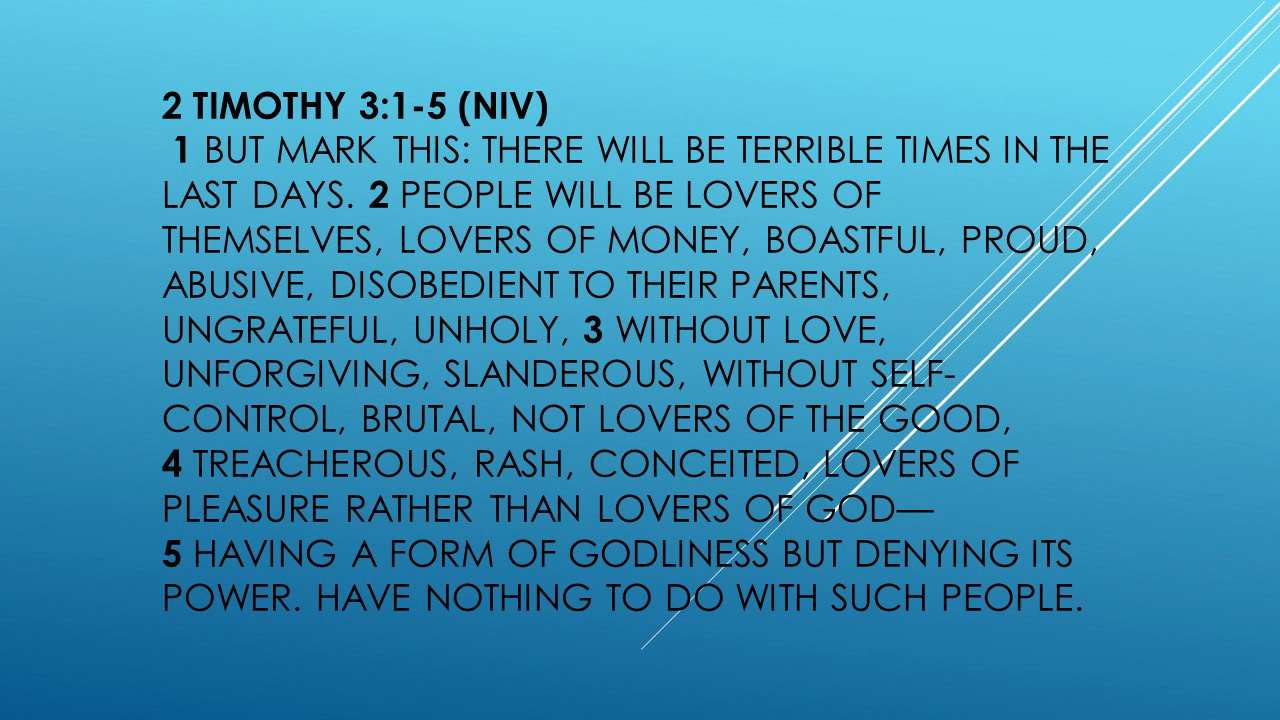 2 TIMOTHY 3:1-5 (NIV)
1 BUT MARK THIS: THERE WILL BE TERRIBLE TIMES IN THE
LAST DAYS. 2 PEOPLE WILL BE LOVERS OF
THEMSELVES, LOVERS OF MONEY, BOASTFUL, PROUD,
ABUSIVE, DISOBEDIENT TO THEIR PARENTS,
UNGRATEFUL, UNHOLY, 3 WITHOUT LOVE,
UNFORGIVING, SLANDEROUS, WITHOUT SELF-
CONTROL, BRUTAL, NOT LOVERS OF THE GOOD,
4 TREACHEROUS, RASH, CONCEITED, LOVERS OF
PLEASURE RATHER THAN LOVERS OF GOD—
5 HAVING A FORM OF GODLINESS BUT DENYING ITS
POWER. HAVE NOTHING TO DO WITH SUCH PEOPLE.